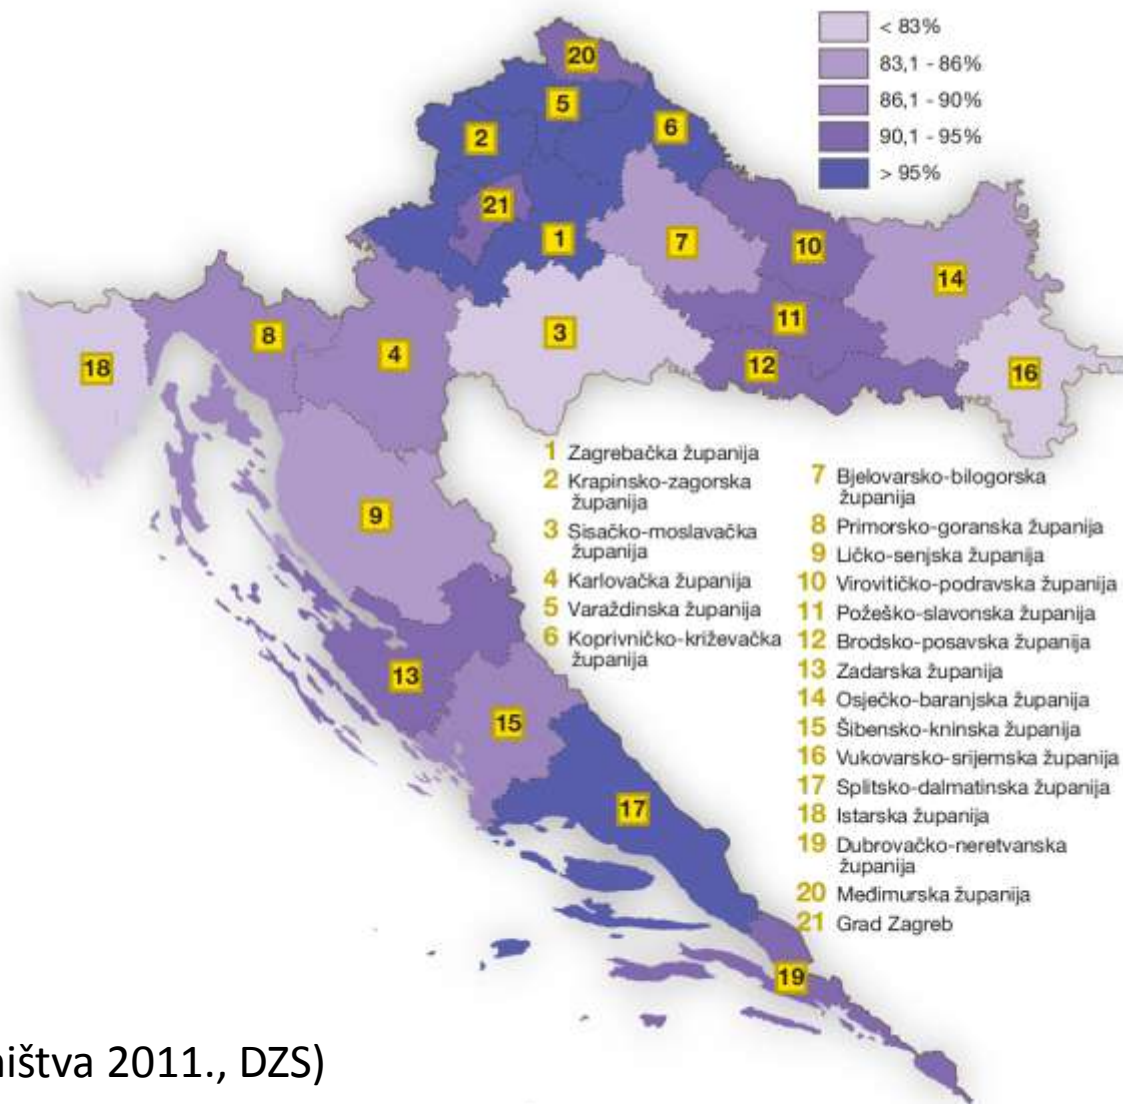 < 83%
83,1 - 86%
86,1 - 90%
90,1 - 95%
> 95%
20
5
2
6
21
1
7
10
14
3
11
8
4
12
18
16
9
13
15
17
19
1 Zagrebačka županija
2 Krapinsko-zagorska
županija
3 Sisačko-moslavačka
županija
4 Karlovačka županija
5 Varaždinska županija
6 Koprivničko-križevačka
županija
7 Bjelovarsko-bilogorska
županija
8 Primorsko-goranska županija
9 Ličko-senjska županija
10 Virovitičko-podravska županija
11 Požeško-slavonska županija
12 Brodsko-posavska županija
13 Zadarska županija
14 Osječko-baranjska županija
15 Šibensko-kninska županija
16 Vukovarsko-srijemska županija
17 Splitsko-dalmatinska županija
18 Istarska županija
19 Dubrovačko-neretvanska
županija
20 Međimurska županija
21 Grad Zagreb
ništva 2011., DZS)